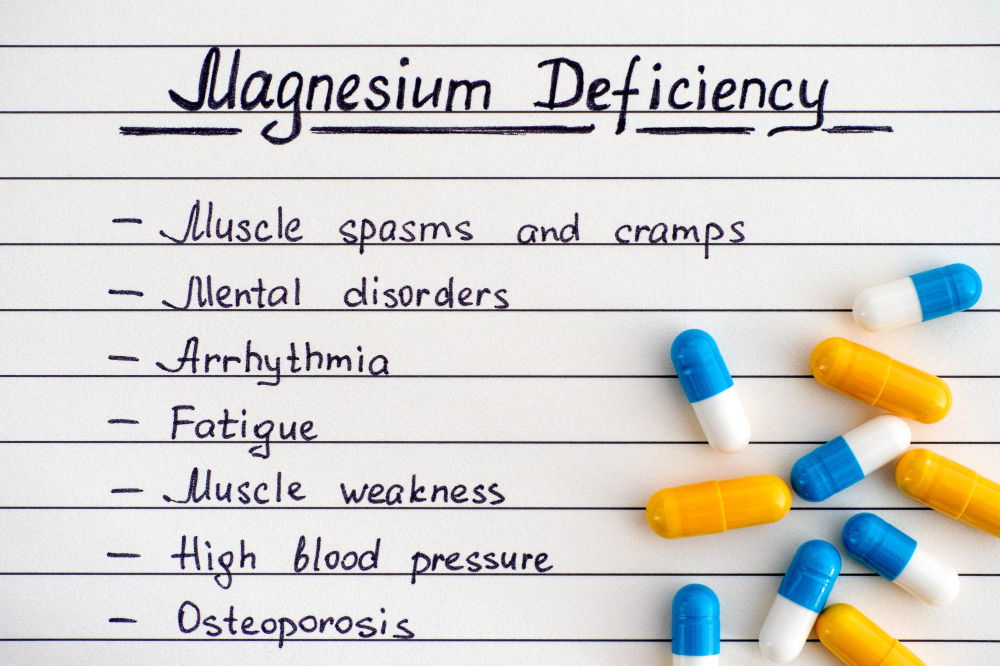 Magnesium Deficiency
- Muscle spasms and cramps
- Mental disorders
- Arrhythmia
- Fatigue
- Muscle weakness
- High blood pressure
- Osteoporosis